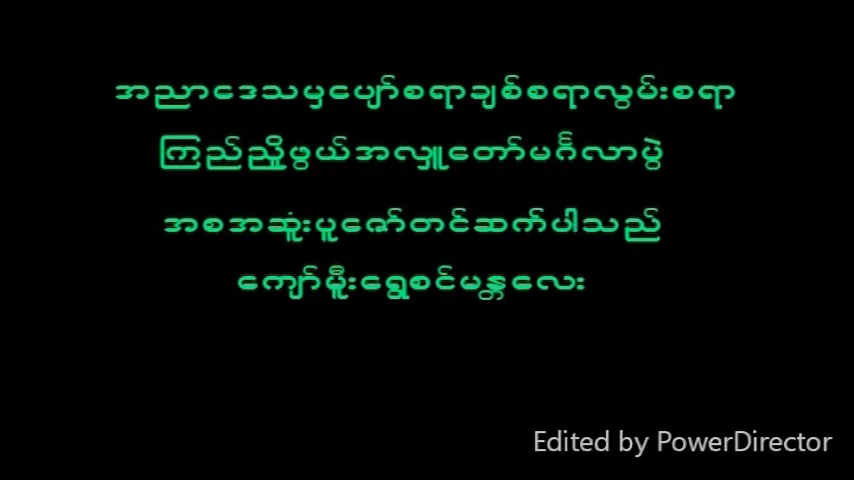 အညာဒေသမှပျော်စရာချစ်စရာလွမ်းစရာ
ကြည်ညှို့ဖွယ်အလှူတော်မင်္ဂလာပွဲ
အစအဆုံးပူဇော်တင်ဆက်ပါသည်
ကျော်မှီးရွှေစင်မန္တလေး
Edited by PowerDirector